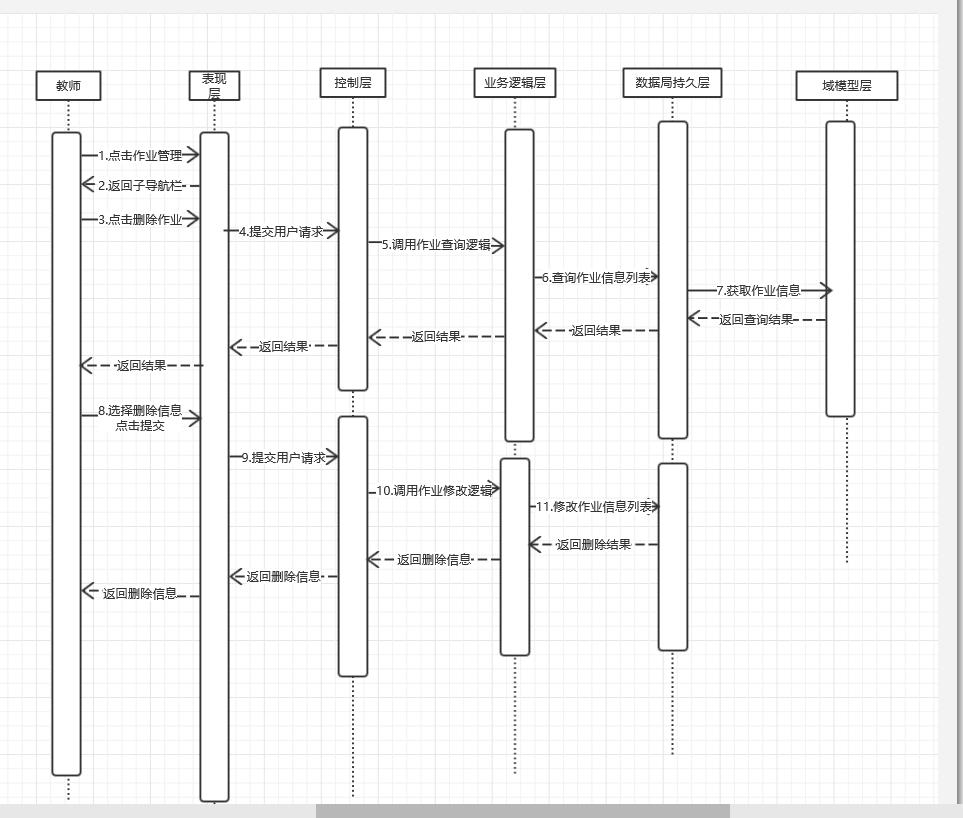 教师
表现
层
控制层
业务逻辑层
数据局持久层
域模型层
1.点击作业管理
2.返回子导航栏
3.点击删除作业
4.提交用户请求
5.调用作业查询逻辑
6.查询作业信息列表
7.获取作业信息
返回查询结果
返回结果
返回结果
返回结果
返回结果
8.选择删除信息
点击提交
9.提交用户请求
10.调用作业修改逻辑
11.修改作业信息列表
返回删除结果
返回删除信息
返回删除信息
返回删除信息